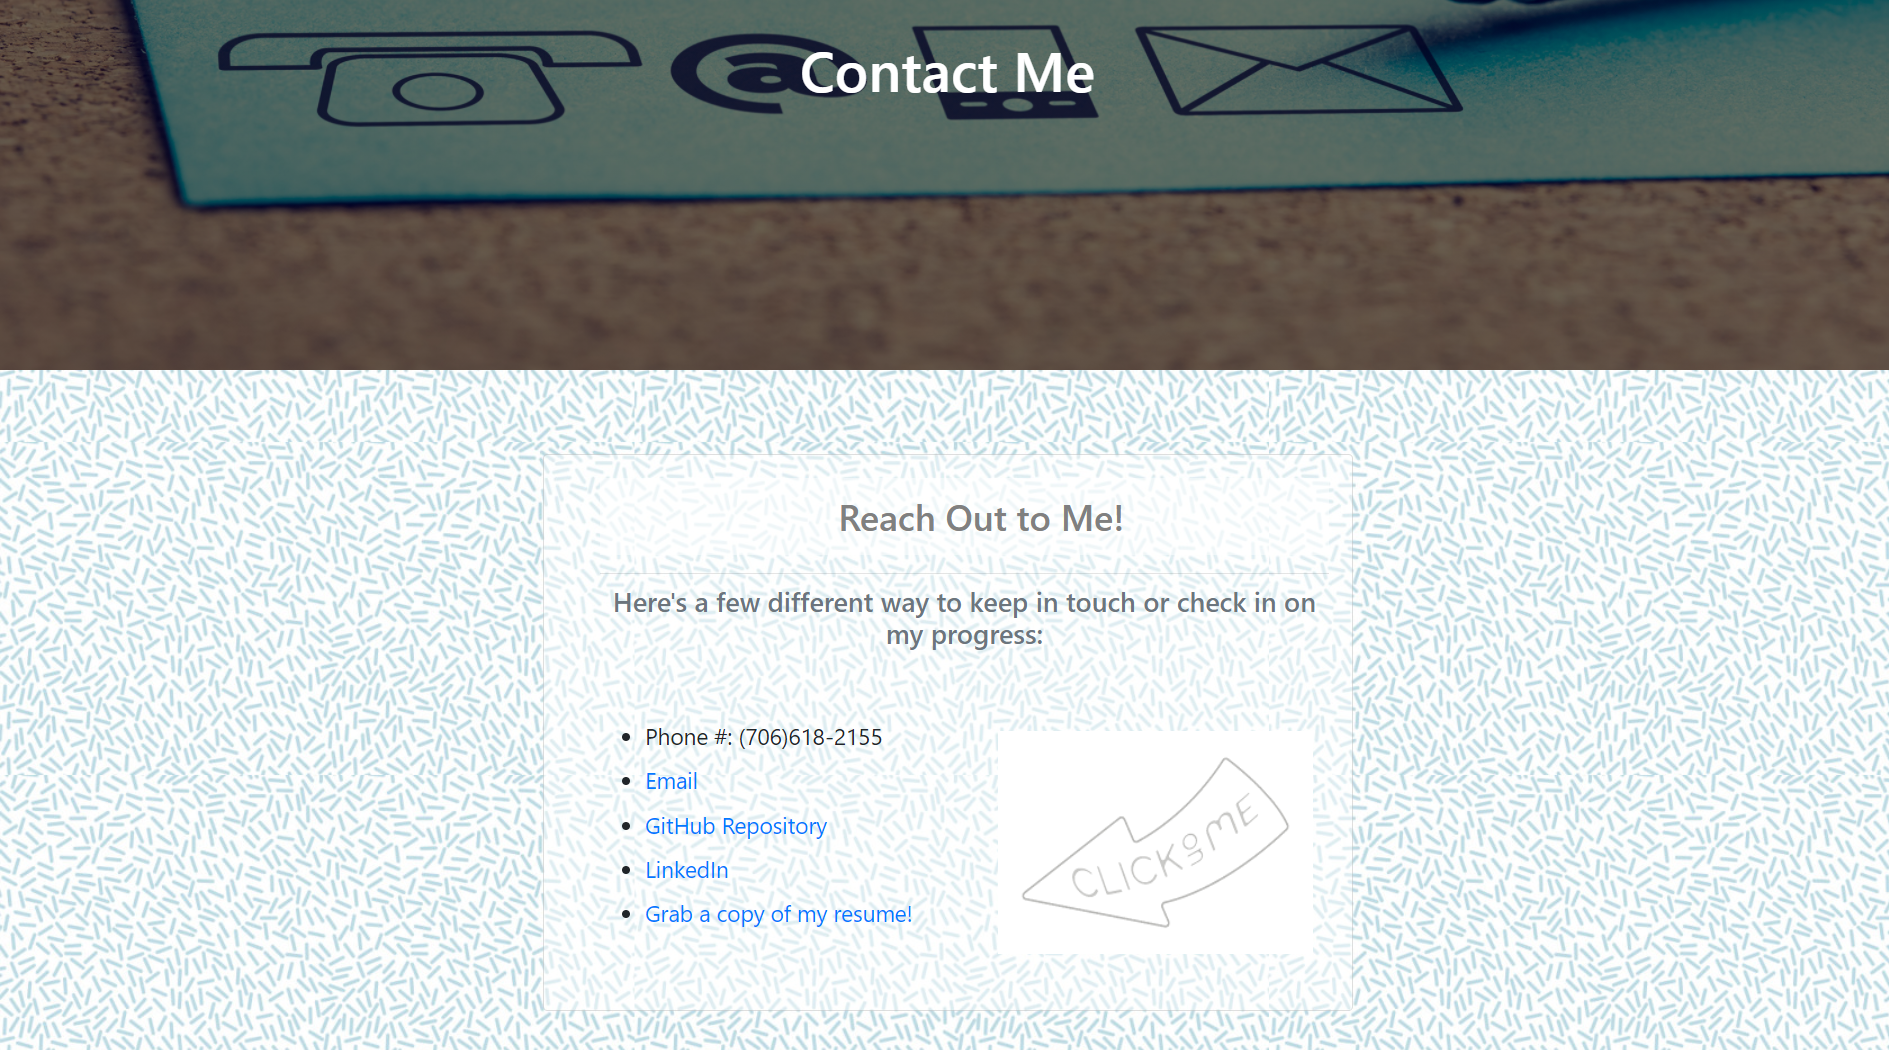 @
Contact Me
Reach Out to Me!
Here's a few different way to keep in touch or check in on
my progress:
Phone #: (706)618-2155
Email
GitHub Repository
LinkedIn
Grab a copy of my resume!
CLICK ON ME